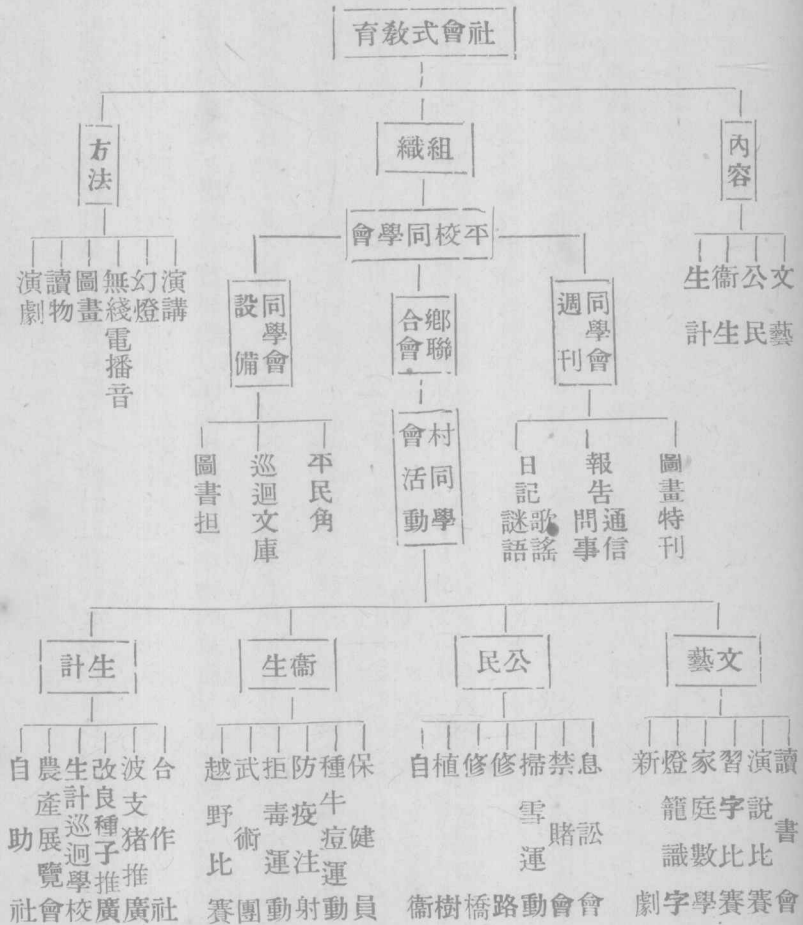 社會式教育
內容
文藝
公民
衞生
生計
組織
平校同學會
同學會週刊
圖畫特刊
報告通信問事
日記歌謠謎語
鄉聯合會
村同學會活動
同學會設備
平民角
巡迴文庫
圖書担
方法
演講
幻燈
無綫電播音
圖畫
讀物
演劇
文藝
讀書會
演說比賽
習字比賽
家庭數學
燈籠識字
新劇
公民
息訟會
禁賭會
掃雪運動
修路
修橋
植樹
自衞
衞生
保健員
種牛痘運動
防疫注射
拒毒運動
武術團
越野比賽
生計
合作社
波支猪推廣
改良種子推廣
生計巡迴學校
農產展覽會
自助社